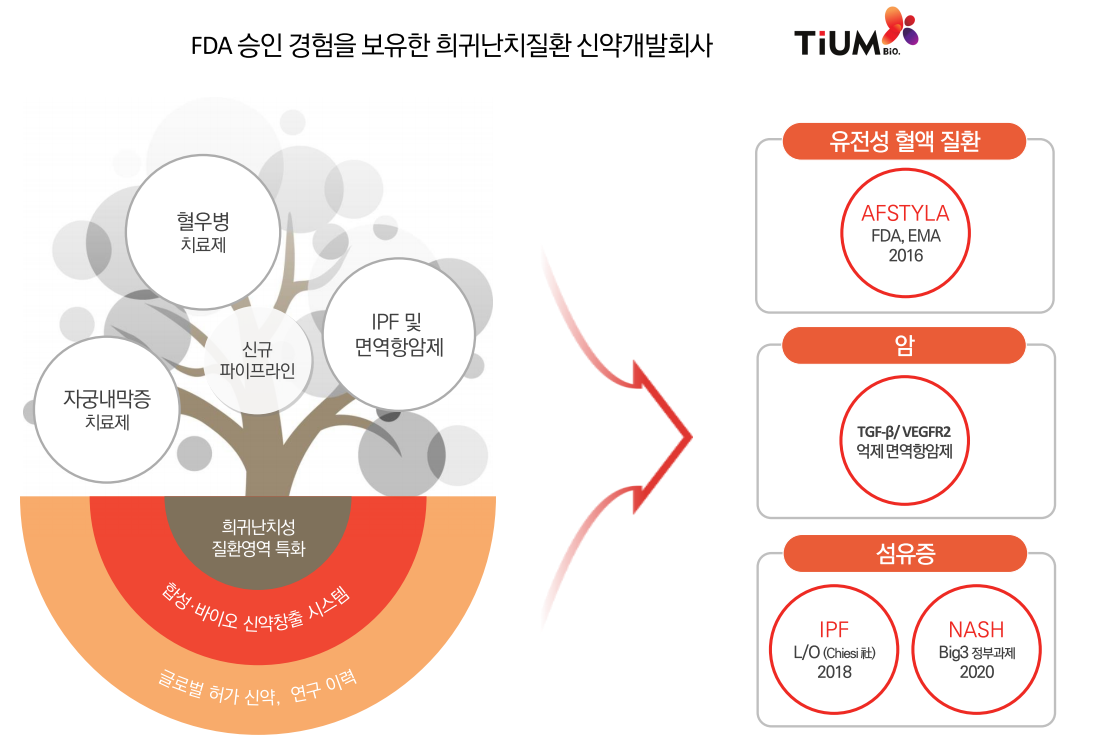 FDA 승인 경험을 보유한 희귀난치질환 신약개발회사
TiUM BiO.
혈우병
치료제
IPF 및
면역항암제
신규
파이프라인
자궁내막증
치료제
희귀난치성
질환영역 특화
합성·바이오 신약창출 시스템
글로벌 허가 신약, 연구 이력
유전성 혈액 질환
AFSTYLA
FDA, EMA
2016
암
TGF-β/ VEGFR2
억제 면역항암제
섬유증
IPF
L/O (Chiesi 社)
2018
NASH
Big3 정부과제
2020